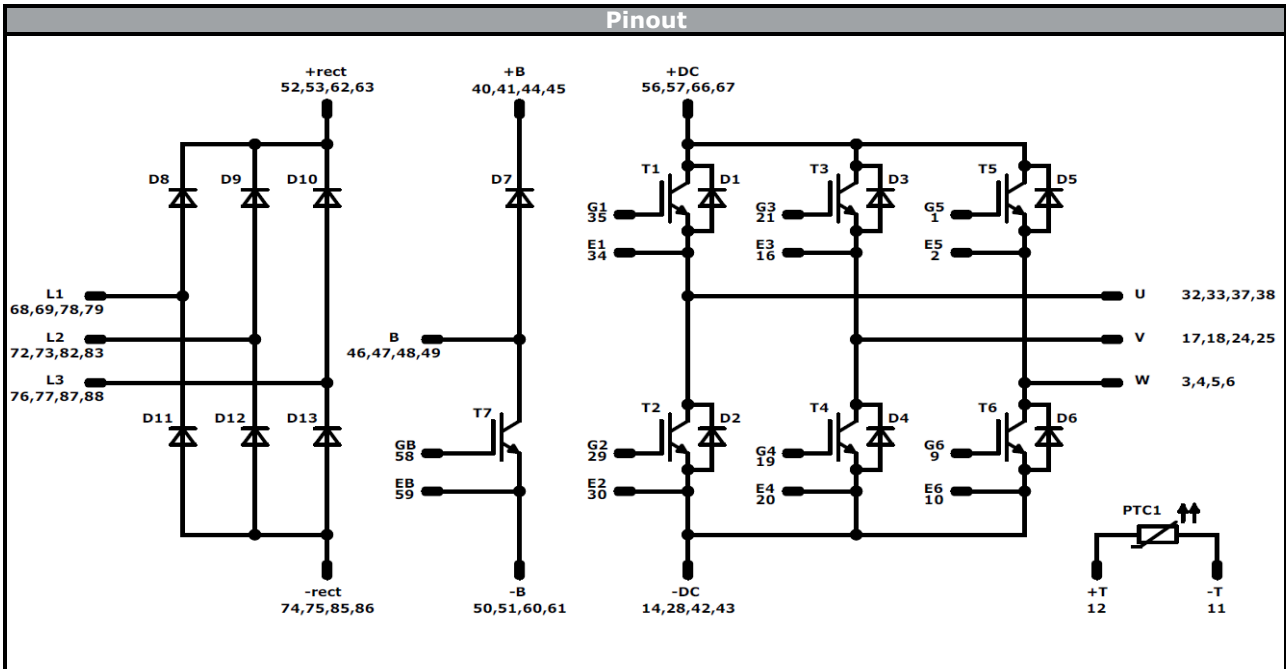 Pinout
+rect
52,53,62,63
+B
40,41,44,45
+DC
56,57,66,67
D8
D9
D10
D7
T1
D1
T3
D3
T5
D5
G1
35
G3
21
G5
1
E1
34
E3
16
E5
2
L1
68,69,78,79
U 32,33,37,38
L2
72,73,82,83
B
46,47,48,49
V 17,18,24,25
L3
76,77,87,88
W 3,4,5,6
D11
D12
D13
T7
T2
D2
T4
D4
T6
D6
GB
58
G2
29
G4
19
G6
9
EB
59
E2
30
E4
20
E6
10
PTC1
-rect
74,75,85,86
-B
50,51,60,61
-DC
14,28,42,43
+T
12
-T
11